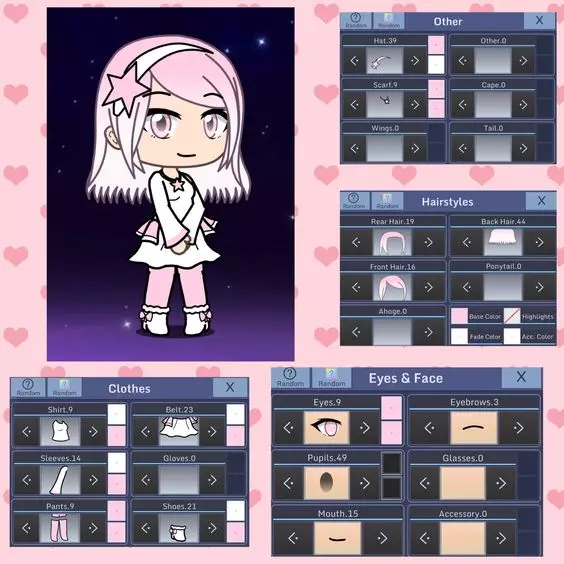 Random Random Other X
Hat.39 Other.0
Scarf.9 Cape.0
Wings.0 Tail.0
Random Random Hairstyles X
Rear Hair.19 Back Hair.44
Front Hair.16 Ponytail.0
Ahoge.0
Base Color Highlights
Fade Color Acc. Color
Random Random Clothes X
Shirt.9 Belt.23
Sleeves.14 Gloves.0
Pants.9 Shoes.21
Random Random Eyes & Face X
Eyes.9 Eyebrows.3
Pupils.49 Glasses.0
Mouth.15 Accessory.0